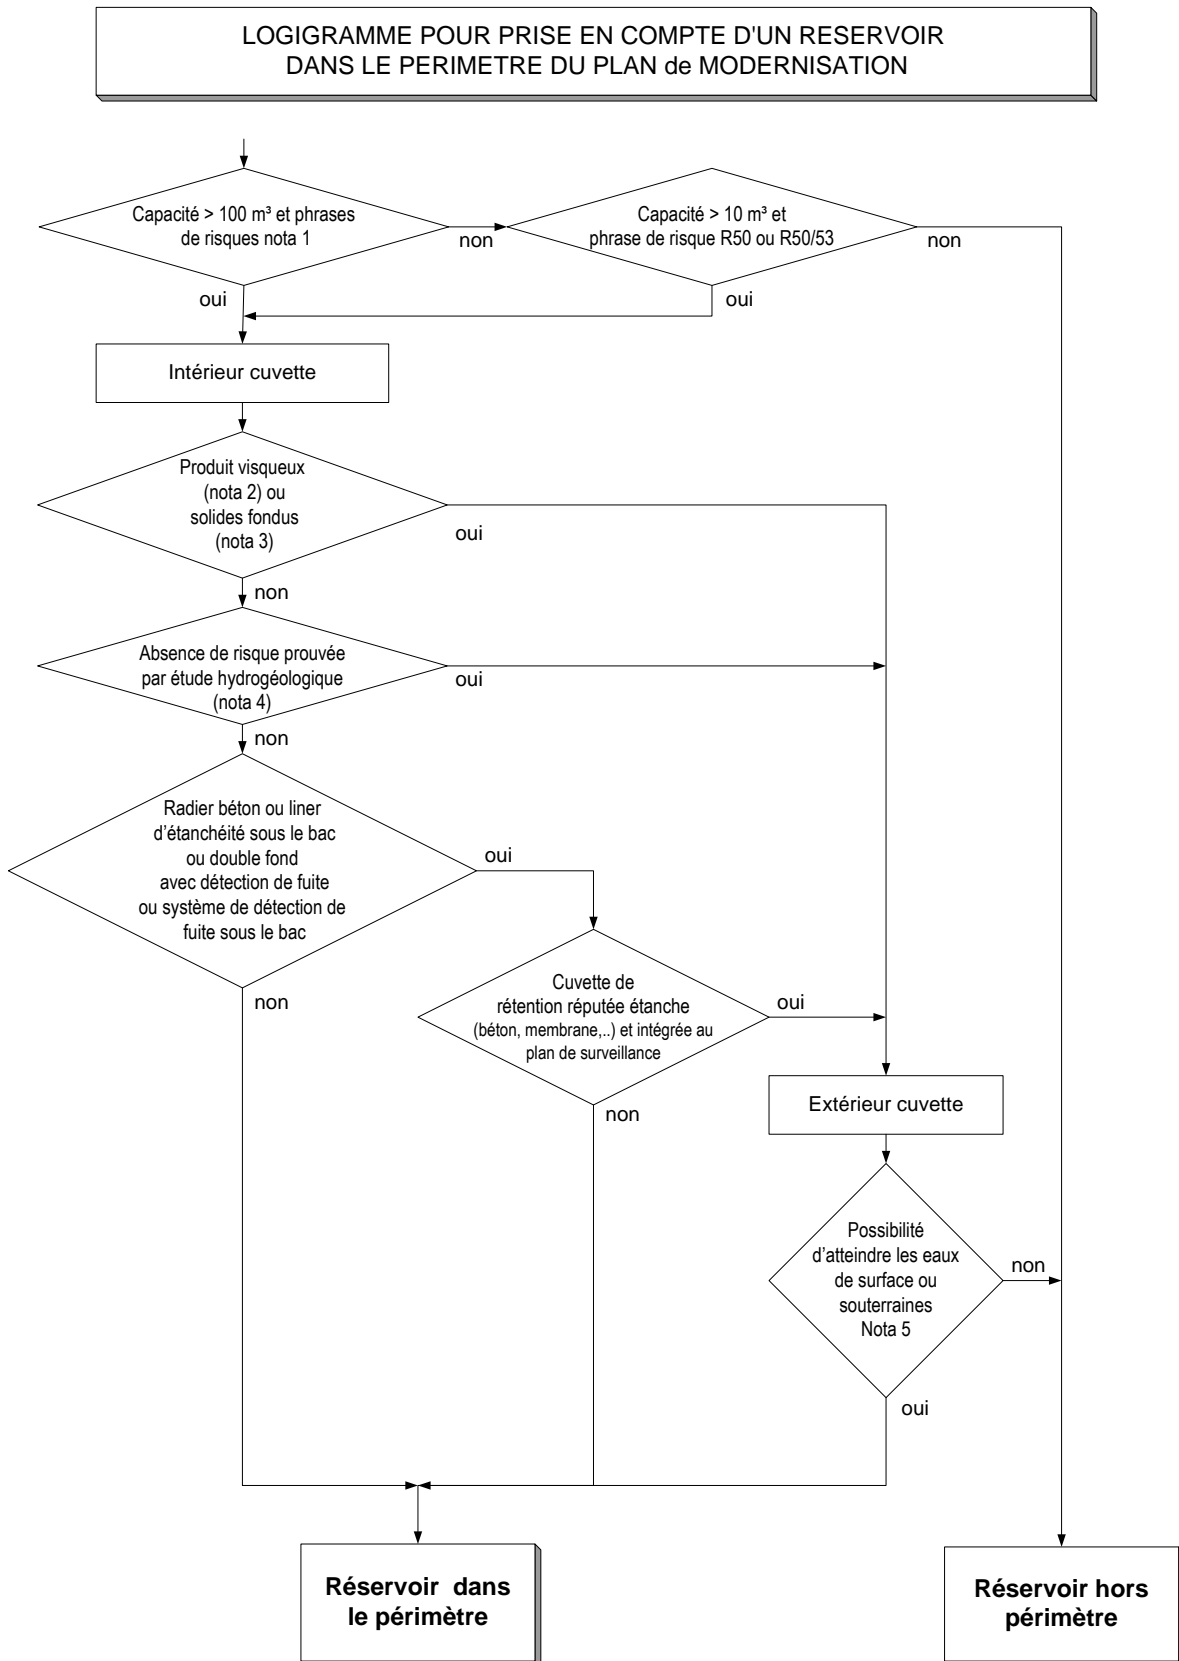 LOGIGRAMME POUR PRISE EN COMPTE D'UN RESERVOIR
DANS LE PERIMETRE DU PLAN de MODERNISATION
Capacité > 100 m³ et phrases
de risques nota 1
non
oui
Capacité > 10 m³ et
phrase de risque R50 ou R50/53
non
oui
Intérieur cuvette
Produit visqueux
(nota 2) ou
solides fondus
(nota 3)
oui
non
Absence de risque prouvée
par étude hydrogéologique
(nota 4)
oui
non
Radier béton ou liner
d’étanchéité sous le bac
ou double fond
avec détection de fuite
ou système de détection de
fuite sous le bac
oui
non
Cuvette de
rétention réputée étanche
(béton, membrane,..) et intégrée au
plan de surveillance
oui
non
Extérieur cuvette
Possibilité
d’atteindre les eaux
de surface ou
souterraines
Nota 5
non
oui
Réservoir dans
le périmètre
Réservoir hors
périmètre